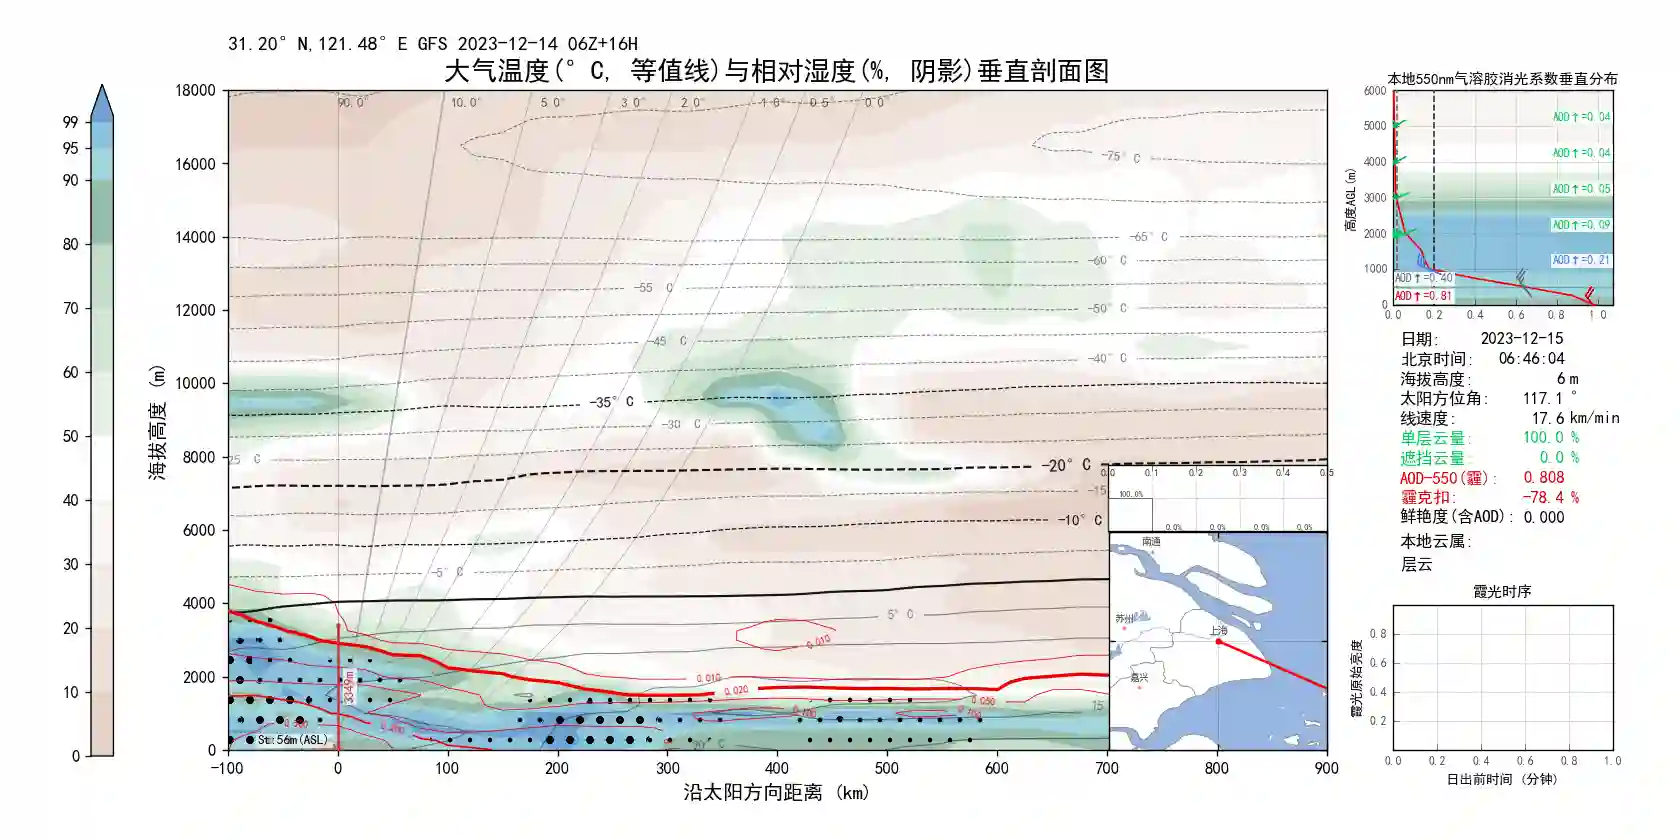 31.20° N,121.48° E GFS 2023-12-14 06Z+16H
大气温度(° C, 等值线)与相对湿度(%, 阴影)垂直剖面图
99
95
90
80
70
60
50
40
30
20
10
0
海拔高度 (m)
18000
16000
14000
12000
10000
8000
6000
4000
2000
0
90.0°
10.0°
5.0°
3.0°
2.0°
1.0°
0.5°
0.0°
-75° C
-65° C
-60° C
-55° C
-50° C
-45° C
-40° C
-35° C
-30° C
25 C
-20° C
-15
-10° C
-5° C
5° C
15
20° C
0.010
0.010
0.020
0.050
0.100
3349m
St:56m(ASL)
-100
0
100
200
300
400
500
600
700
800
900
沿太阳方向距离 (km)
0.0
0.1
0.2
0.3
0.4
0.5
100.0%
0.0%
0.0%
0.0%
0.0%
南通
苏州
上海
嘉兴
本地550nm气溶胶消光系数垂直分布
高度AGL(m)
6000
5000
4000
3000
2000
1000
0
AOD↑=0.04
AOD↑=0.04
AOD↑=0.05
AOD↑=0.09
AOD↑=0.21
AOD↑=0.40
AOD↑=0.81
0.0
0.2
0.4
0.6
0.8
1.0
日期: 2023-12-15
北京时间: 06:46:04
海拔高度: 6 m
太阳方位角: 117.1 °
线速度: 17.6 km/min
单层云量: 100.0 %
遮挡云量: 0.0 %
AOD-550(霾): 0.808
霾克扣: -78.4 %
鲜艳度(含AOD): 0.000
本地云属:
层云
霞光时序
霞光原始亮度
0.8
0.6
0.4
0.2
0.0
0.2
0.4
0.6
0.8
1.0
日出前时间 (分钟)